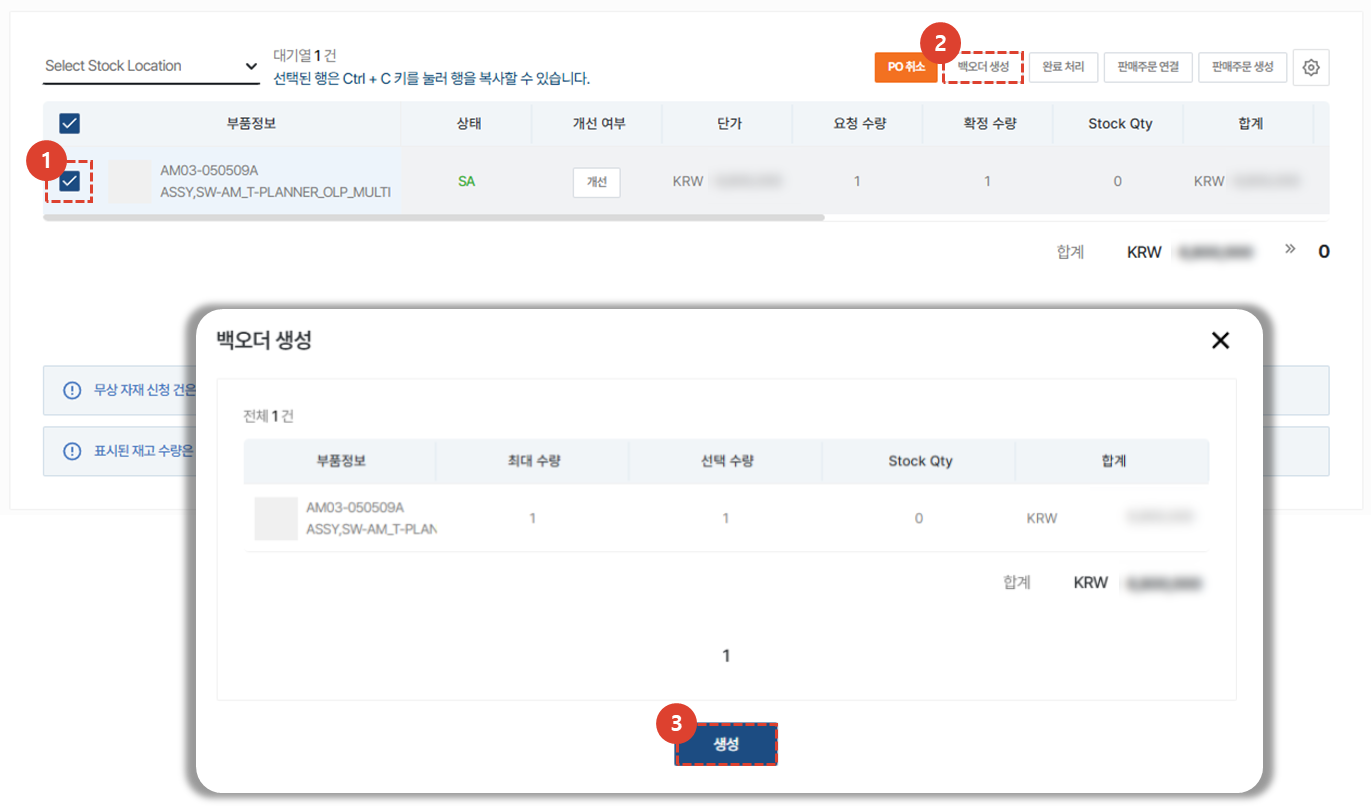 Select Stock Location
대기열 1 건
선택된 행은 Ctrl + C 키를 눌러 행을 복사할 수 있습니다.
2
PO 취소 백오더 생성 완료 처리 판매주문 연결 판매주문 생성
부품정보 상태 개선 여부 단가 요청 수량 확정 수량 Stock Qty 합계
1
AM03-050509A
ASSY,SW-AM_T-PLANNER_OLP_MULTI
SA 개선 KRW 1 1 0 KRW
합계 KRW » 0
무상 자재 신청 건은
표시된 재고 수량은
백오더 생성
전체 1 건
부품정보 최대 수량 선택 수량 Stock Qty 합계
AM03-050509A
ASSY,SW-AM_T-PLAN
1 1 0 KRW
합계 KRW
1
3
생성